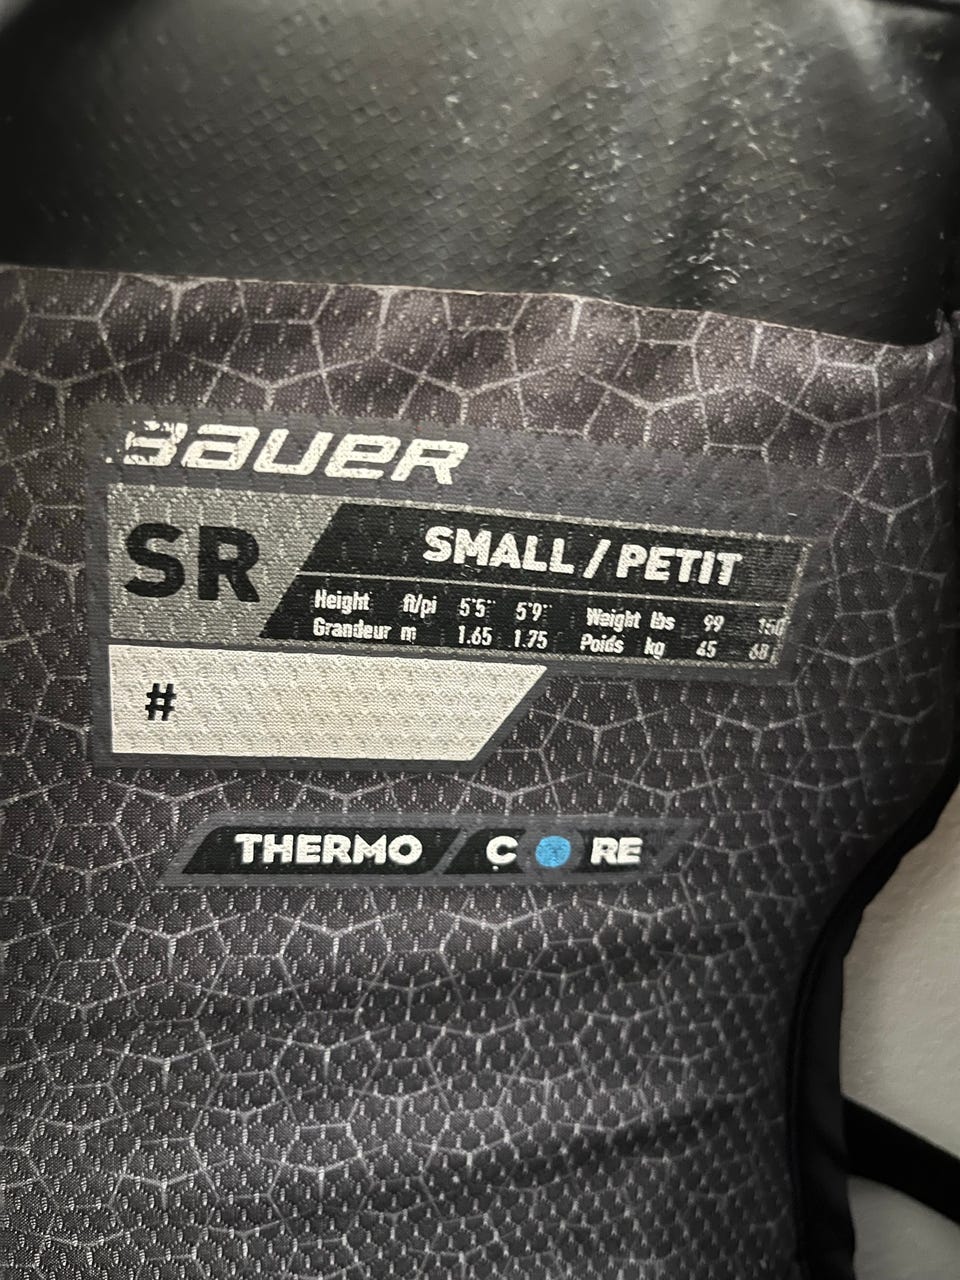 BAUER
SR
SMALL / PETIT
Height ft/pi 5'5" 5'9" Weight lbs 99 150
Grandeur m 1.65 1.75 Poids kg 45 68
#
THERMO CORE